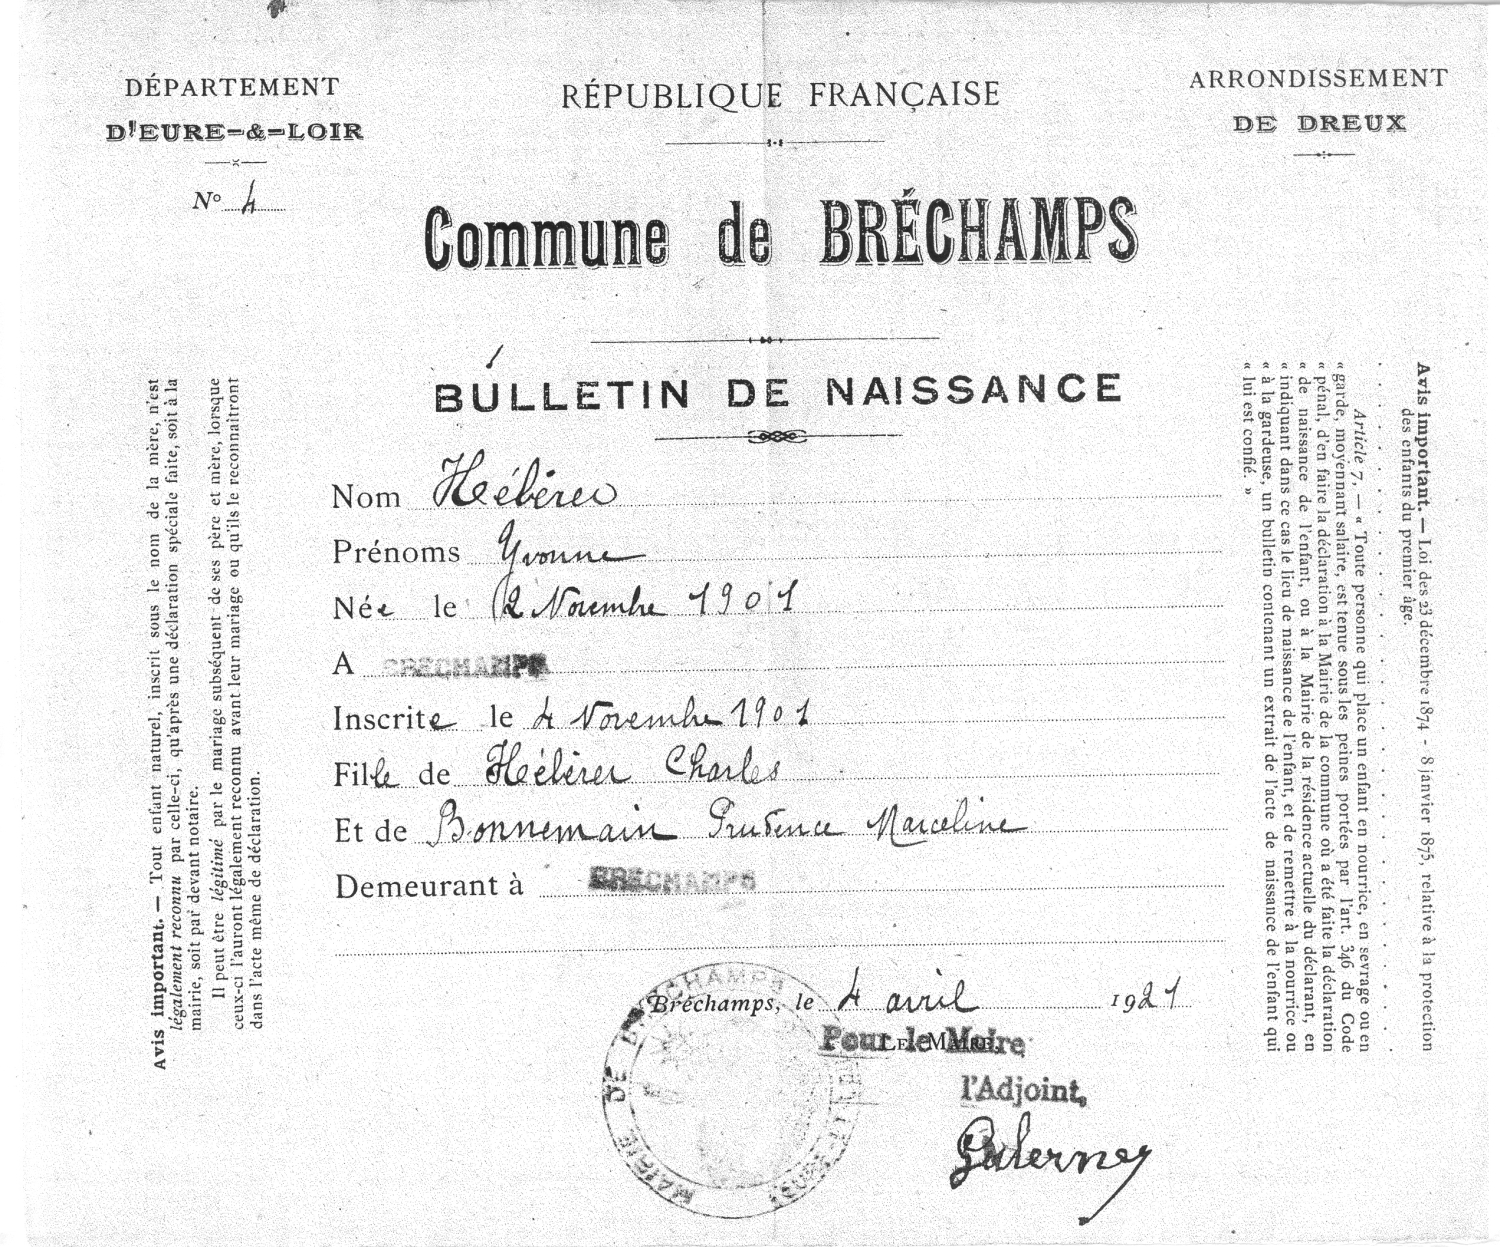 DÉPARTEMENT
D'EURE-&-LOIR
N° 4
RÉPUBLIQUE FRANÇAISE
ARRONDISSEMENT
DE DREUX
Commune de BRÉCHAMPS
BULLETIN DE NAISSANCE
Nom Hébérer
Prénoms Yvonne
Née le 2 Novembre 1901
A BRÉCHAMPS
Inscrite le 4 Novembre 1901
Fille de Hébérer Charles
Et de Bonnemain Prudence Marceline
Demeurant à BRÉCHAMPS
Bréchamps, le 4 avril 1921
LE MAIRE,
Pour le Maire
l'Adjoint,
MAIRIE DE BRÉCHAMPS
Avis important. — Tout enfant naturel, inscrit sous le nom de la mère, n'est
légalement reconnu par celle-ci, qu'après une déclaration spéciale faite, soit à la
mairie, soit par devant notaire.
Il peut être légitimé par le mariage subséquent de ses père et mère, lorsque
ceux-ci l'auront légalement reconnu avant leur mariage ou qu'ils le reconnaîtront
dans l'acte même de déclaration.
Avis important. — Loi des 23 décembre 1874 - 8 janvier 1875, relative à la protection
des enfants du premier âge.
Article 7. — « Toute personne qui place un enfant en nourrice, en sevrage ou en
« garde, moyennant salaire, est tenue sous les peines portées par l'art. 346 du Code
« pénal, d'en faire la déclaration à la Mairie de la commune où a été faite la déclaration
« de naissance de l'enfant, ou à la Mairie de la résidence actuelle du déclarant, en
« indiquant dans ce cas le lieu de naissance de l'enfant, et de remettre à la nourrice ou
« à la gardeuse, un bulletin contenant un extrait de l'acte de naissance de l'enfant qui
« lui est confié. »